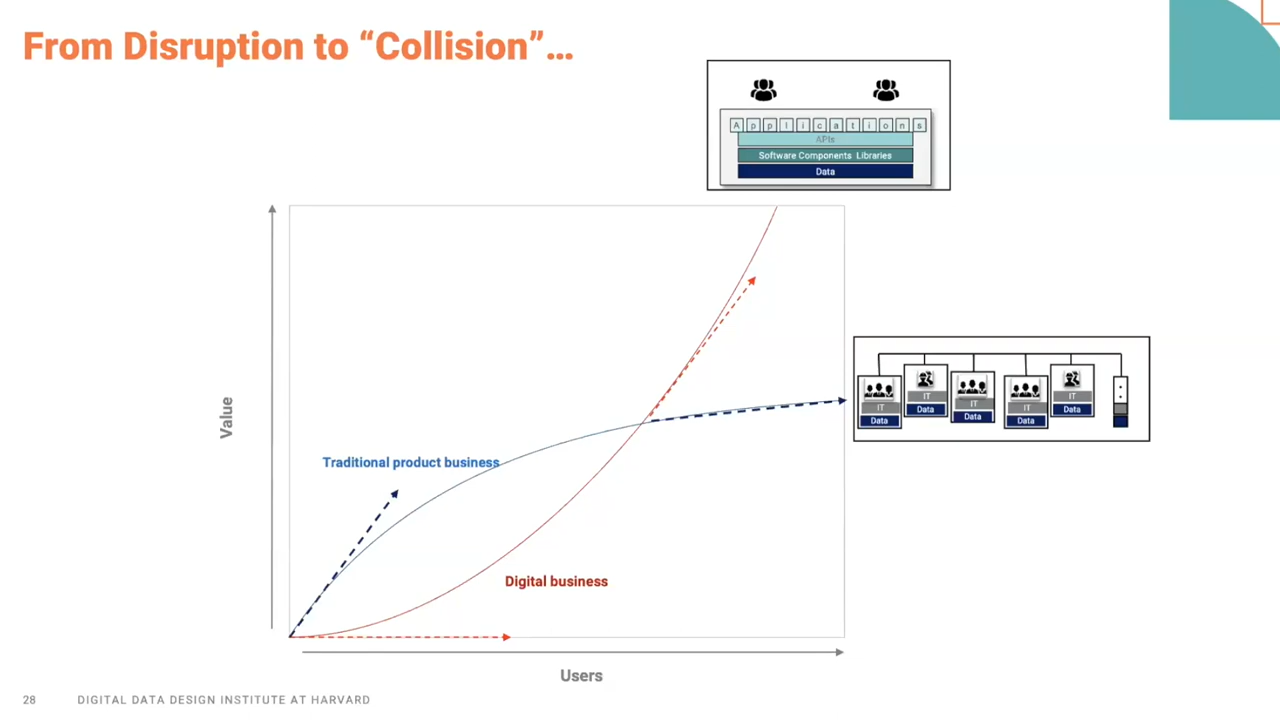 From Disruption to “Collision”…
Applications
APIs
Software Components Libraries
Data
Value
Traditional product business
Digital business
IT
Data
IT
Data
IT
Data
IT
Data
IT
Data
Users
28 DIGITAL DATA DESIGN INSTITUTE AT HARVARD